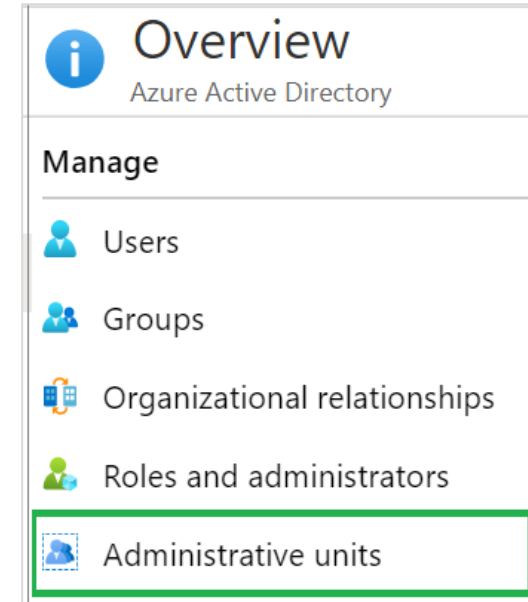 Overview
Azure Active Directory
Manage
Users
Groups
Organizational relationships
Roles and administrators
Administrative units